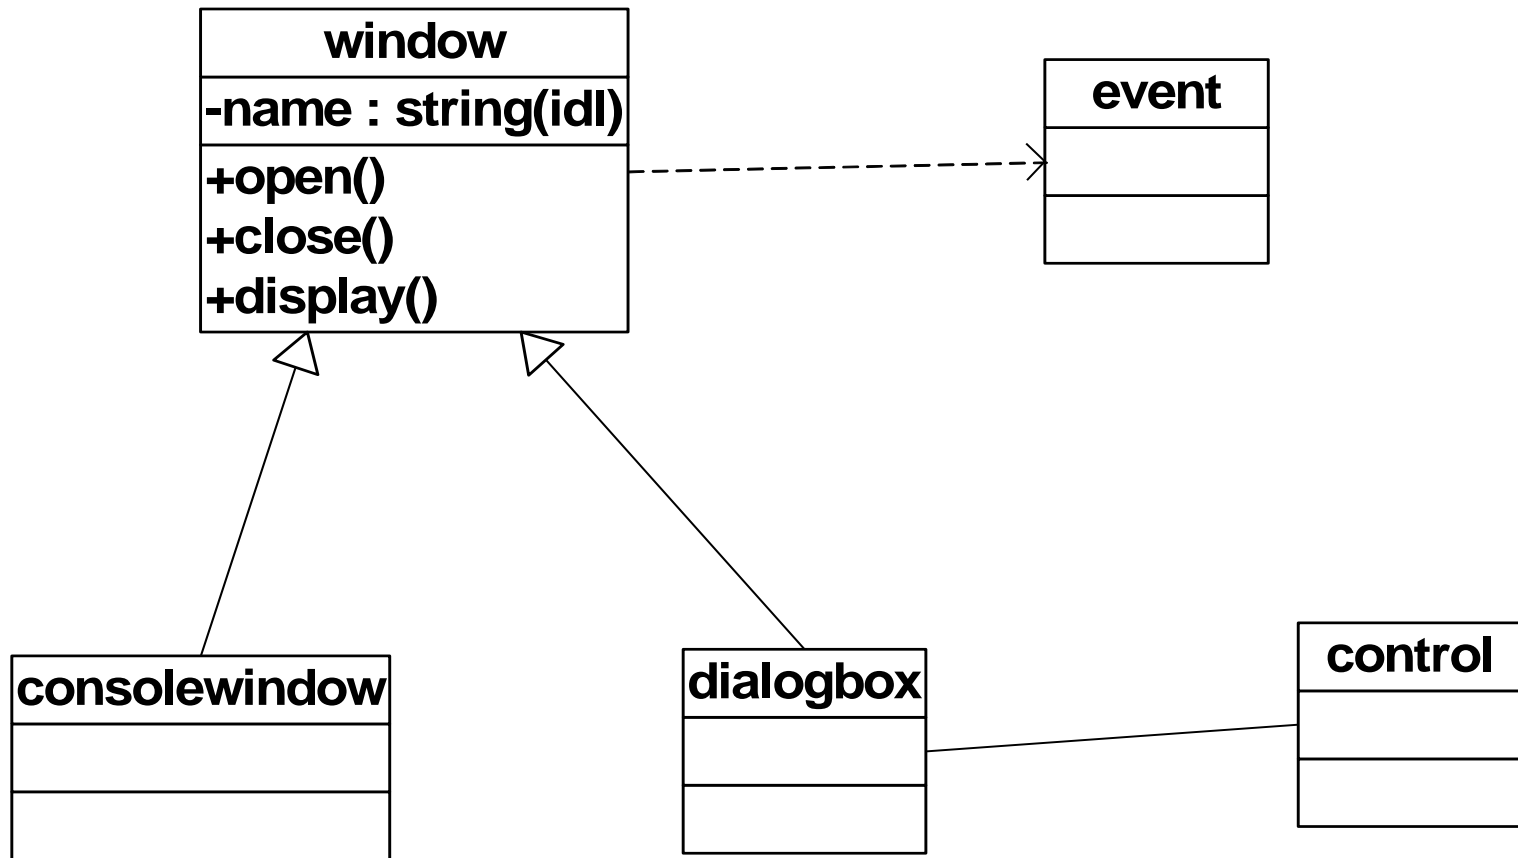 window
-name : string(idl)
+open()
+close()
+display()
event
consolewindow
dialogbox
control